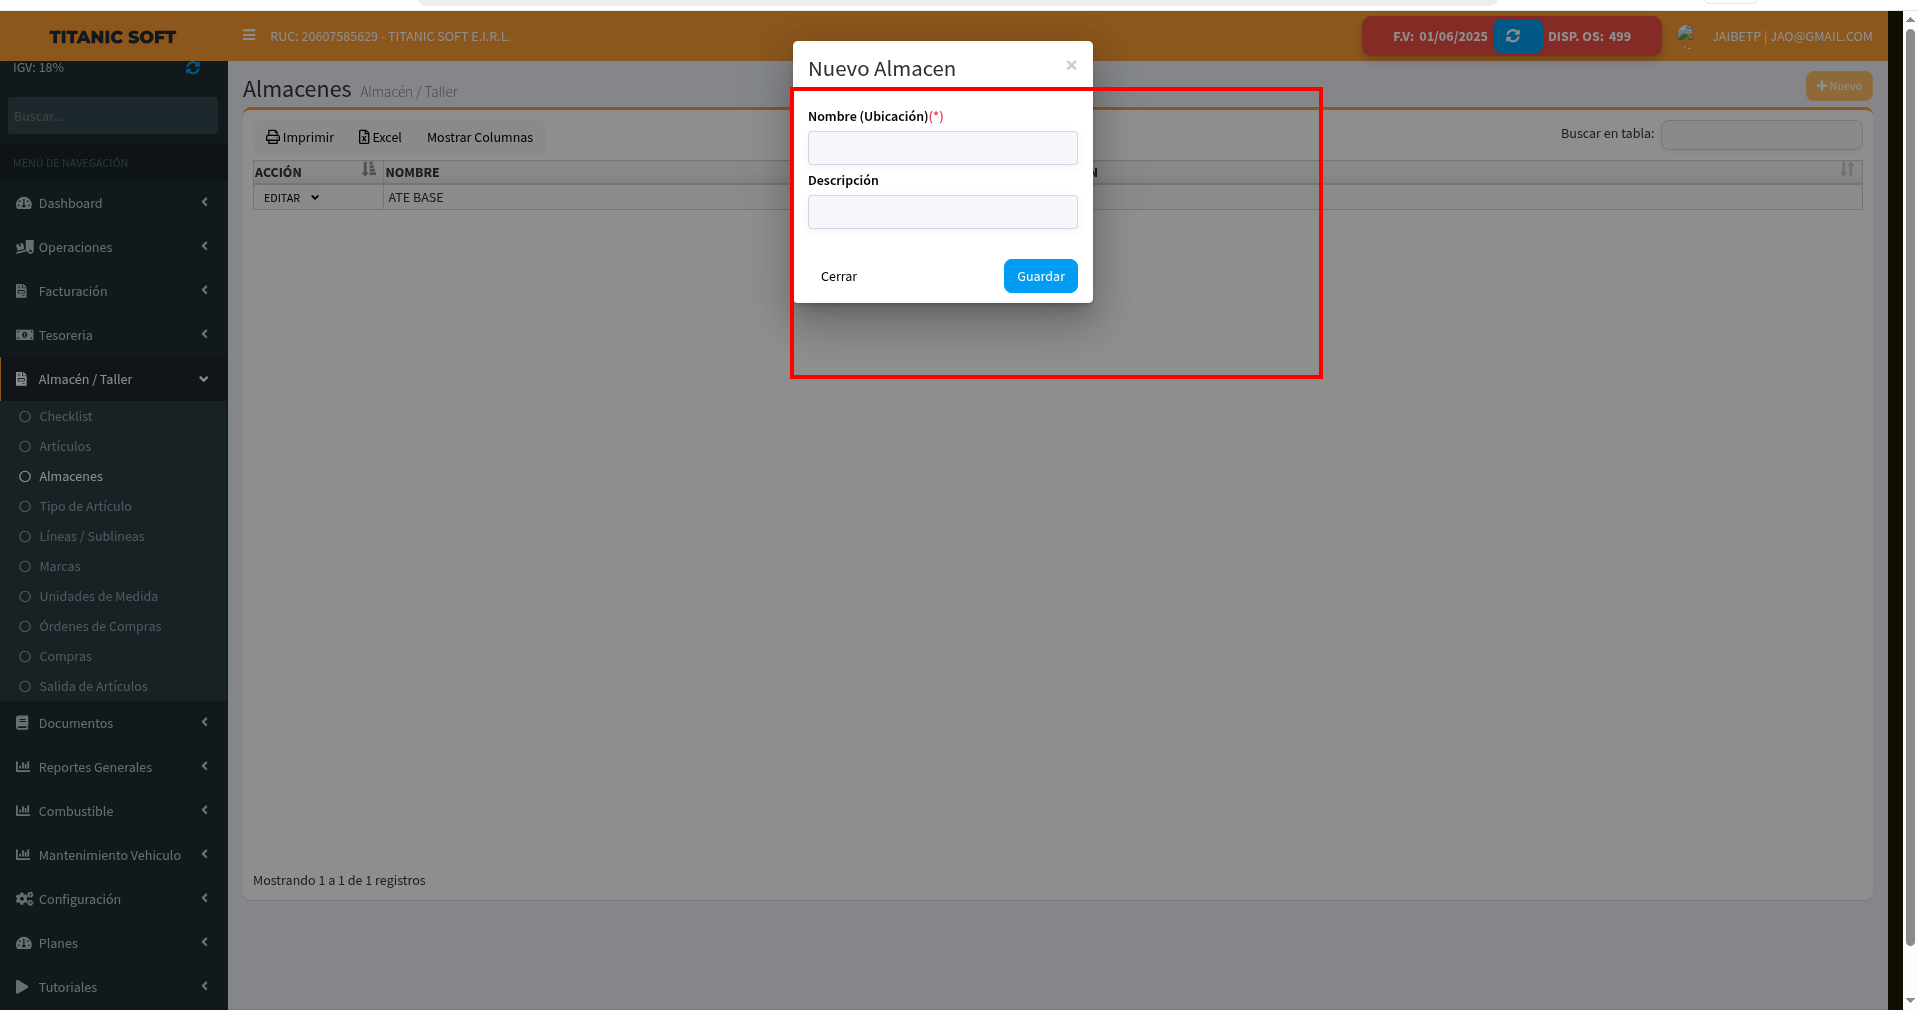 TITANIC SOFT
RUC: 20607585629 - TITANIC SOFT E.I.R.L.
F.V: 01/06/2025
DISP. OS: 499
JAIBETP | JAO@GMAIL.COM
IGV: 18%
Buscar...
MENÚ DE NAVEGACIÓN
Dashboard
Operaciones
Facturación
Tesoreria
Almacén / Taller
Checklist
Artículos
Almacenes
Tipo de Artículo
Líneas / Sublineas
Marcas
Unidades de Medida
Órdenes de Compras
Compras
Salida de Artículos
Documentos
Reportes Generales
Combustible
Mantenimiento Vehiculo
Configuración
Planes
Tutoriales
Almacenes Almacén / Taller
+ Nuevo
Imprimir Excel Mostrar Columnas
Buscar en tabla:
ACCIÓN NOMBRE N
EDITAR ATE BASE
Mostrando 1 a 1 de 1 registros
Nuevo Almacen ×
Nombre (Ubicación)(*)
Descripción
Cerrar Guardar